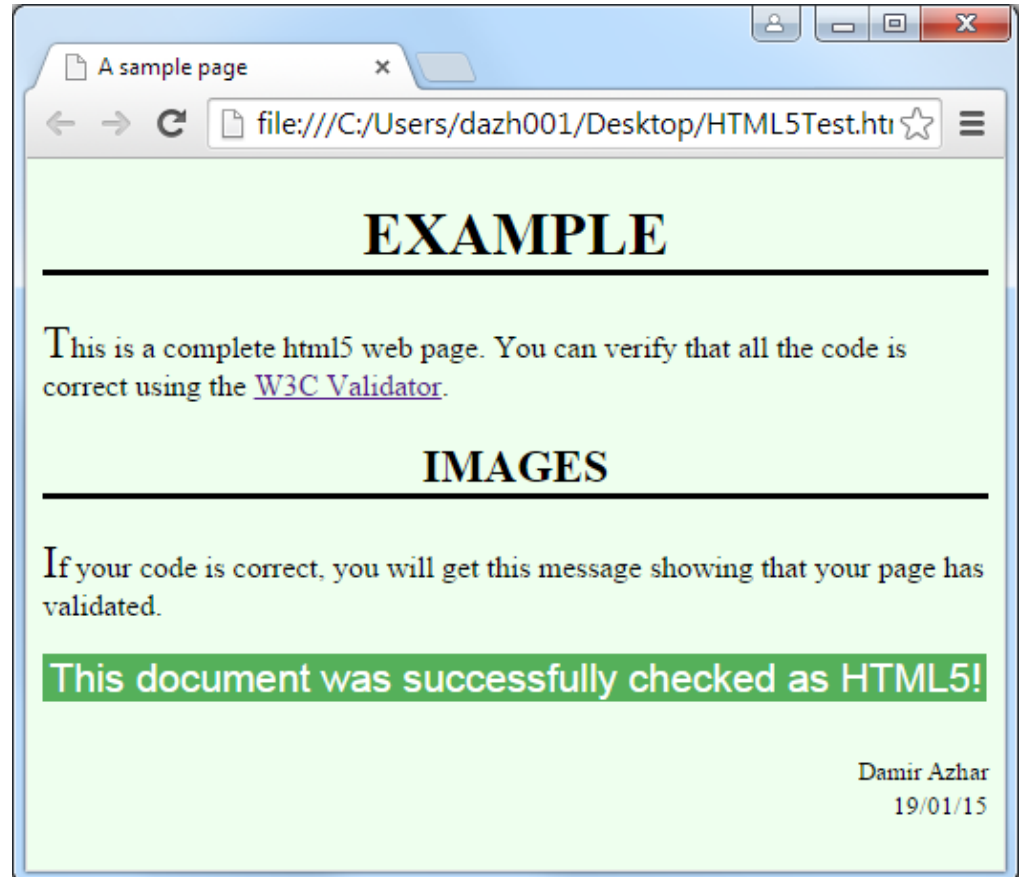 A sample page
file:///C:/Users/dazh001/Desktop/HTML5Test.htm
EXAMPLE
This is a complete html5 web page. You can verify that all the code is
correct using the W3C Validator.
IMAGES
If your code is correct, you will get this message showing that your page has
validated.
This document was successfully checked as HTML5!
Damir Azhar
19/01/15